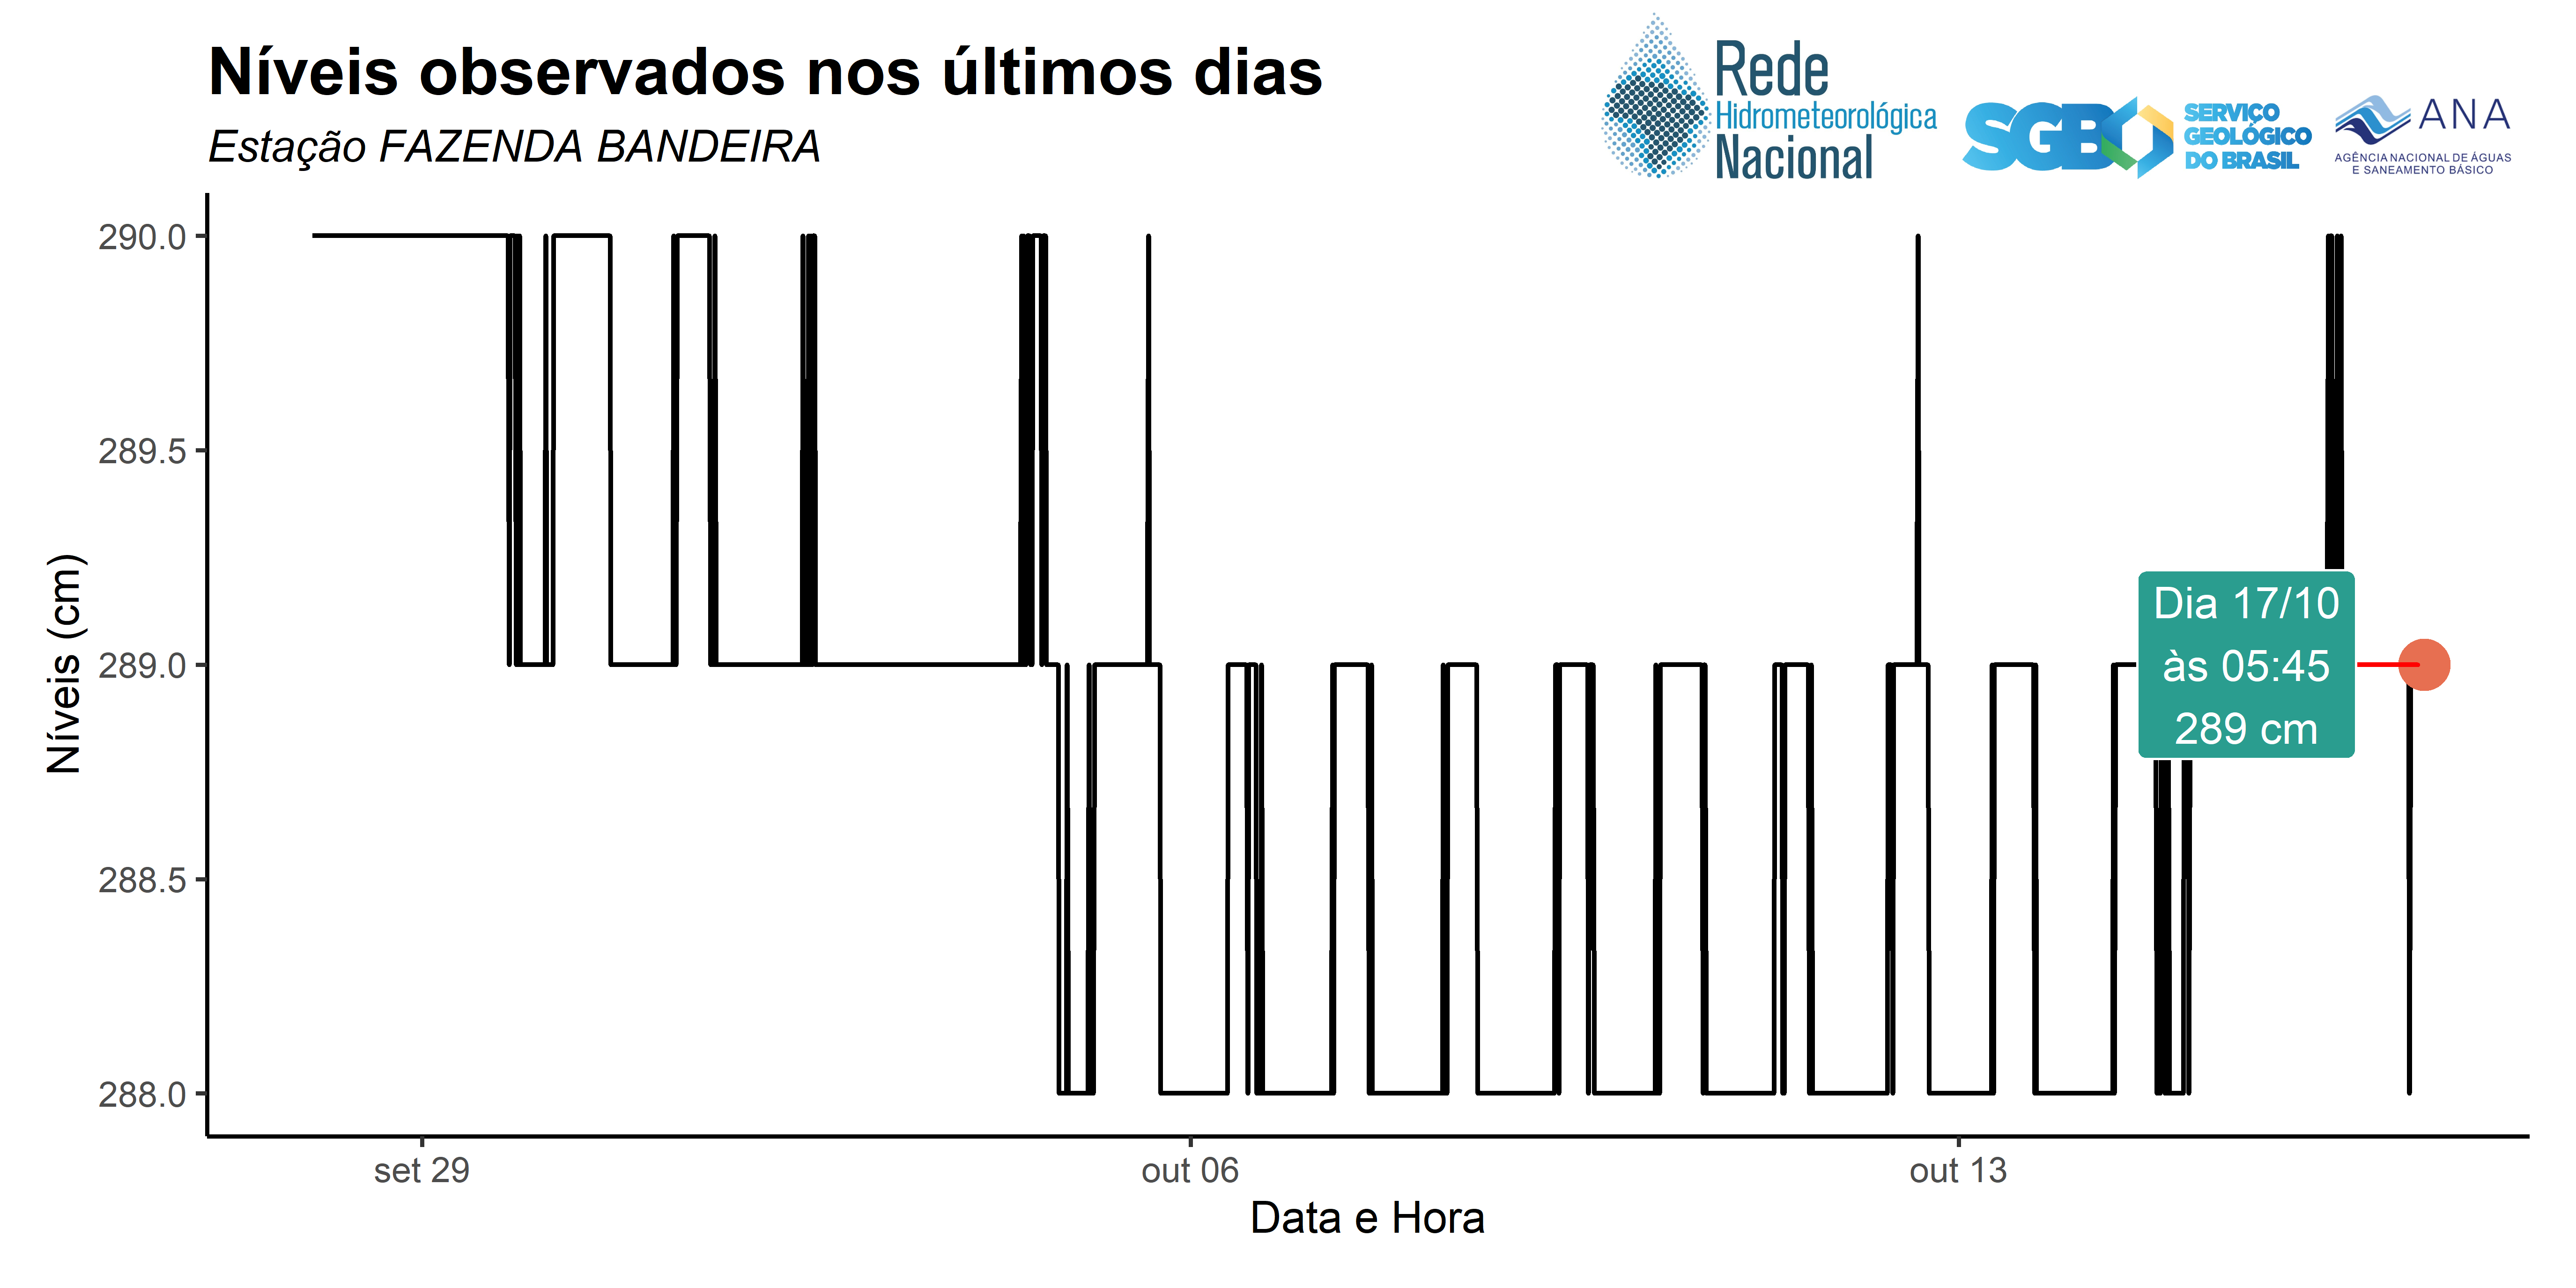 Níveis observados nos últimos dias
Estação FAZENDA BANDEIRA
Rede
Hidrometeorológica
Nacional
SGB
SERVIÇO
GEOLÓGICO
DO BRASIL
ANA
AGÊNCIA NACIONAL DE ÁGUAS
E SANEAMENTO BÁSICO
Níveis (cm)
290.0
289.5
289.0
288.5
288.0
Dia 17/10
às 05:45
289 cm
set 29
out 06
out 13
Data e Hora